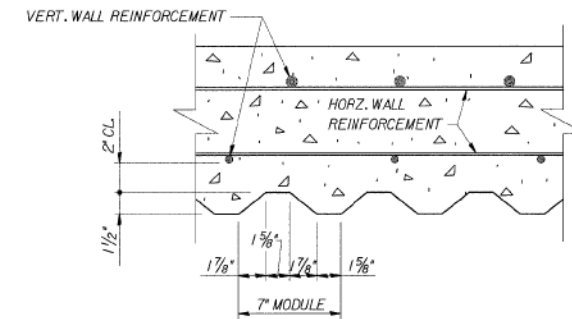 VERT. WALL REINFORCEMENT
HORZ. WALL
REINFORCEMENT
2" CL.
1 1/2"
1 5/8"
1 7/8" 1 7/8" 1 5/8"
7" MODULE